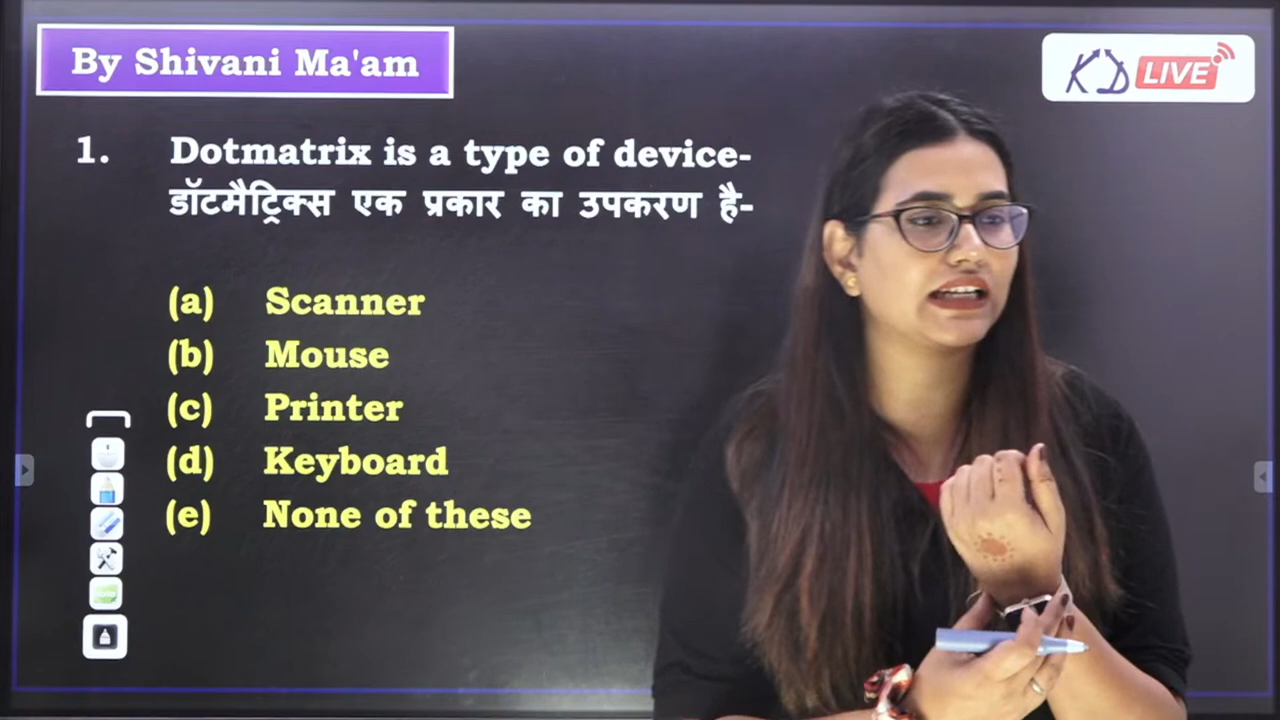 By Shivani Ma'am
KD LIVE
1. Dotmatrix is a type of device-
डॉटमैट्रिक्स एक प्रकार का उपकरण है-
(a) Scanner
(b) Mouse
(c) Printer
(d) Keyboard
(e) None of these